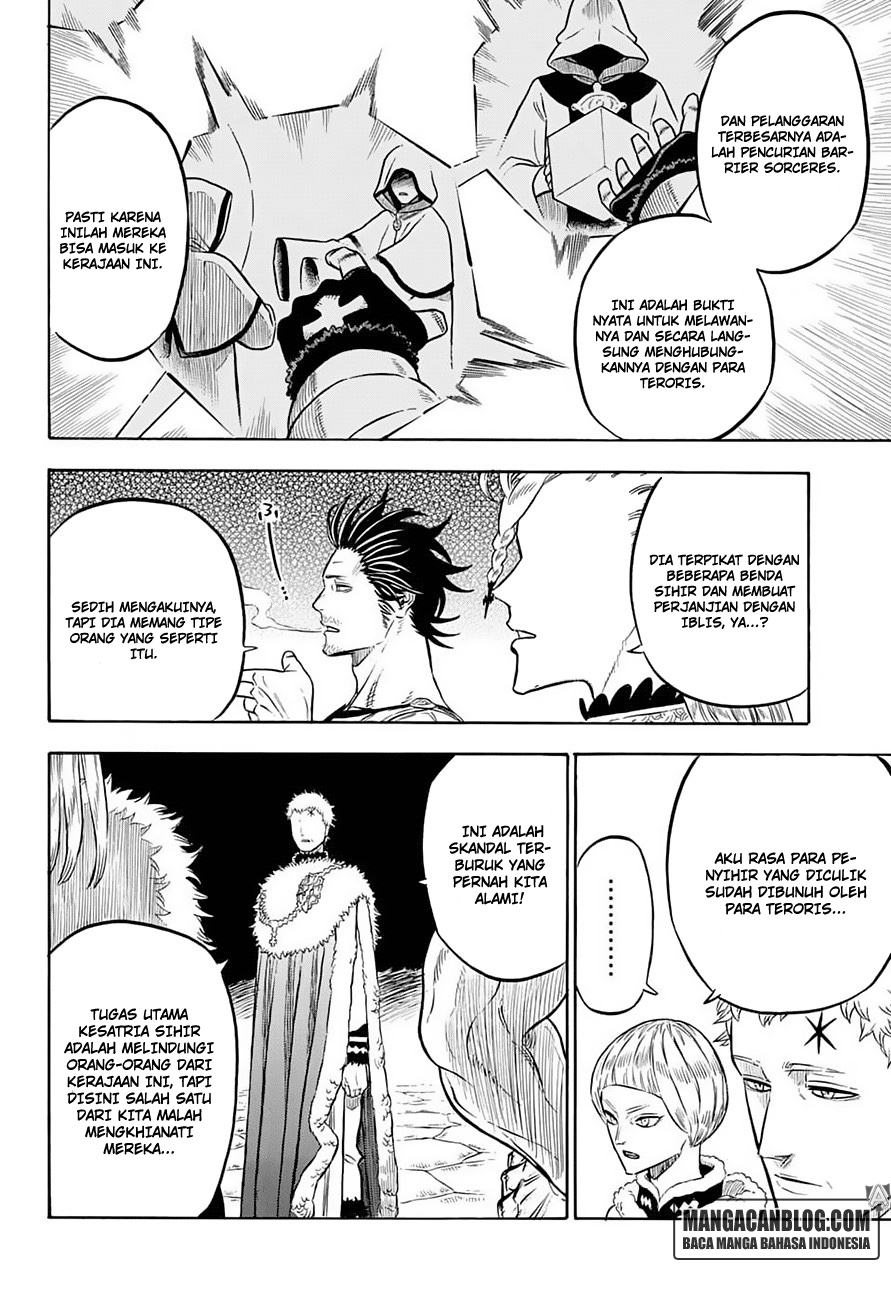 DAN PELANGGARAN
TERBESARNYA ADA-
LAH PENCURIAN BAR-
RIER SORCERES.
INI ADALAH BUKTI
NYATA UNTUK MELAWAN-
NYA DAN SECARA LANG-
SUNG MENGHUBUNG-
KANNYA DENGAN PARA
TERORIS.
PASTI KARENA
INILAH MEREKA
BISA MASUK KE
KERAJAAN INI.
DIA TERPIKAT DENGAN
BEBERAPA BENDA
SIHIR DAN MEMBUAT
PERJANJIAN DENGAN
IBLIS, YA...?
SEDIH MENGAKUINYA,
TAPI DIA MEMANG TIPE
ORANG YANG SEPERTI
ITU.
AKU RASA PARA PE-
NYIHIR YANG DICULIK
SUDAH DIBUNUH OLEH
PARA TERORIS...
.........
INI ADALAH
SKANDAL TER-
BURUK YANG
PERNAH KITA
ALAMI!
TUGAS UTAMA
KESATRIA SIHIR
ADALAH MELINDUNGI
ORANG-ORANG DARI
KERAJAAN INI, TAPI
DISINI SALAH SATU
DARI KITA MALAH
MENGKHIANATI
MEREKA...
MANGACANBLOG.COM
BACA MANGA BAHASA INDONESIA